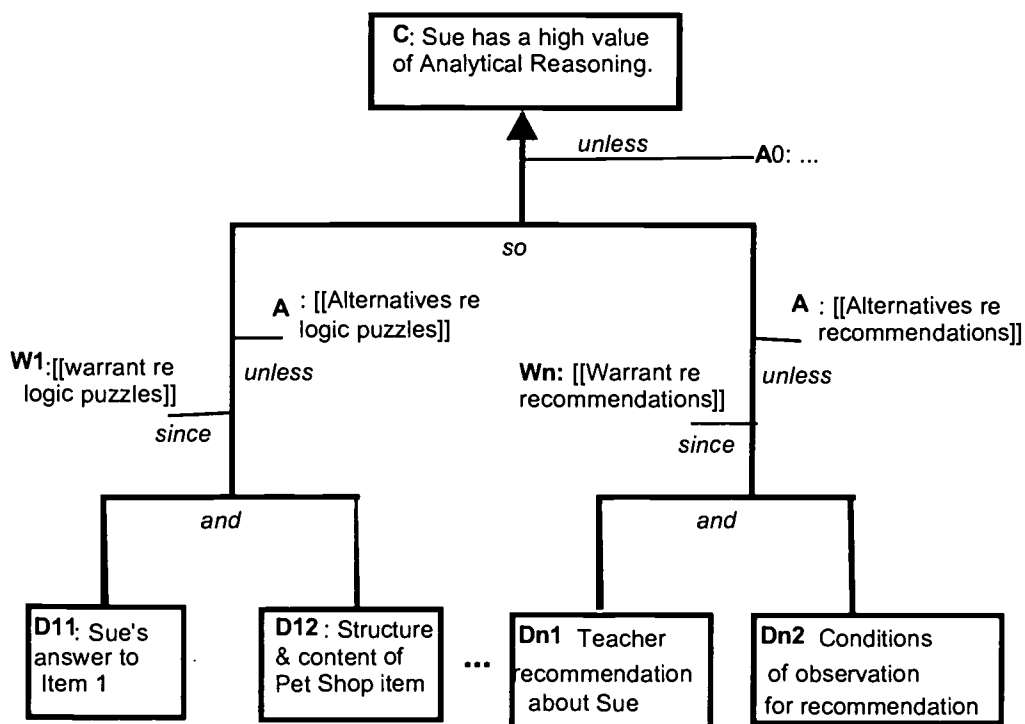 C: Sue has a high value
of Analytical Reasoning.
unless
A0: ...
so
A : [[Alternatives re
logic puzzles]]
A : [[Alternatives re
recommendations]]
W1:[[warrant re
logic puzzles]]
unless
Wn: [[Warrant re
recommendations]]
unless
since
since
and
and
D11: Sue's
answer to
Item 1
D12 : Structure
& content of
Pet Shop item
...
Dn1 Teacher
recommendation
about Sue
Dn2 Conditions
of observation
for recommendation